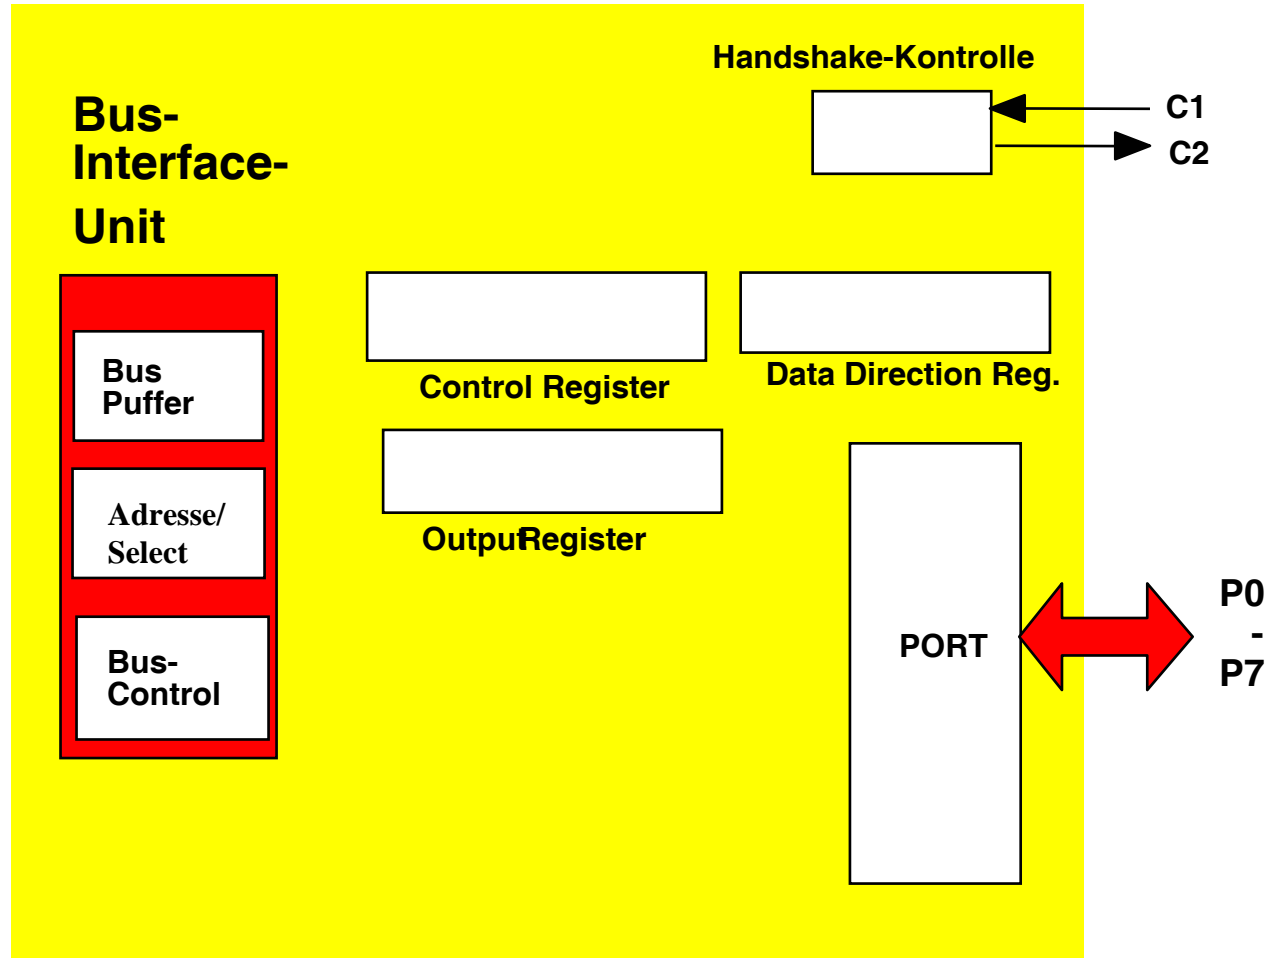 Handshake-Kontrolle
C1
C2
Bus-
Interface-
Unit
Bus
Puffer
Adresse/
Select
Bus-
Control
Control Register
Data Direction Reg.
OutputRegister
PORT
P0
-
P7